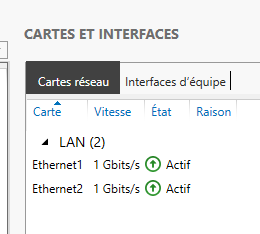 CARTES ET INTERFACES
Cartes réseau Interfaces d'équipe
Carte Vitesse État Raison
LAN (2)
Ethernet1 1 Gbits/s Actif
Ethernet2 1 Gbits/s Actif